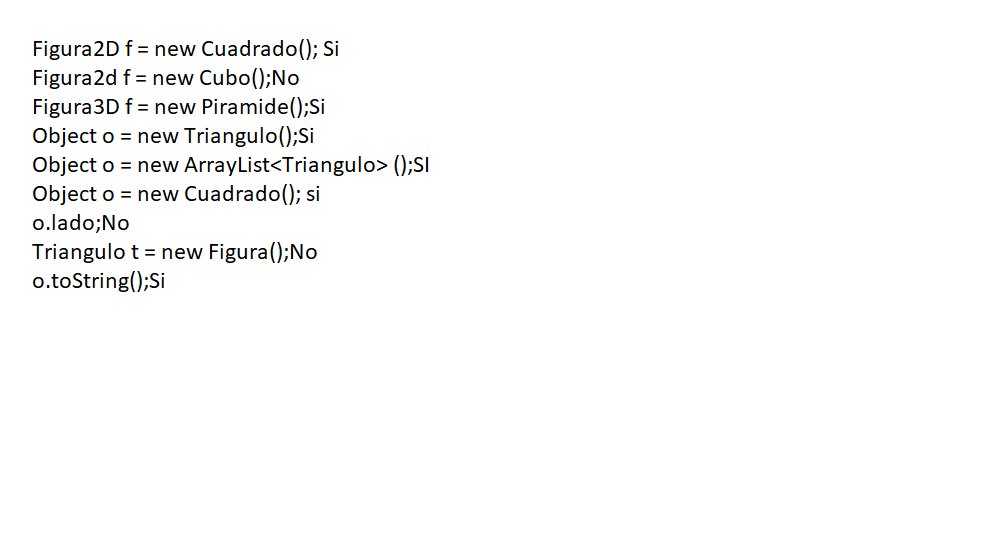 Figura2D f = new Cuadrado(); Si
Figura2d f = new Cubo();No
Figura3D f = new Piramide();Si
Object o = new Triangulo();Si
Object o = new ArrayList<Triangulo> ();SI
Object o = new Cuadrado(); si
o.lado;No
Triangulo t = new Figura();No
o.toString();Si